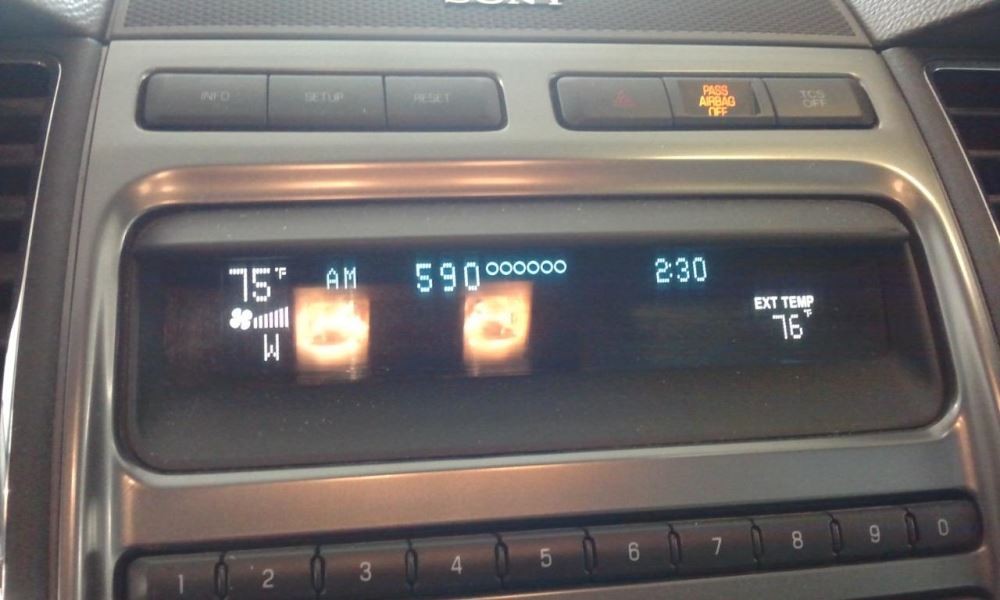 SONY
INFO SETUP RESET
PASS
AIRBAG
OFF
TCS
OFF
75°F AM 590 2:30
EXT TEMP
76°F
W
1 2 3 4 5 6 7 8 9 0